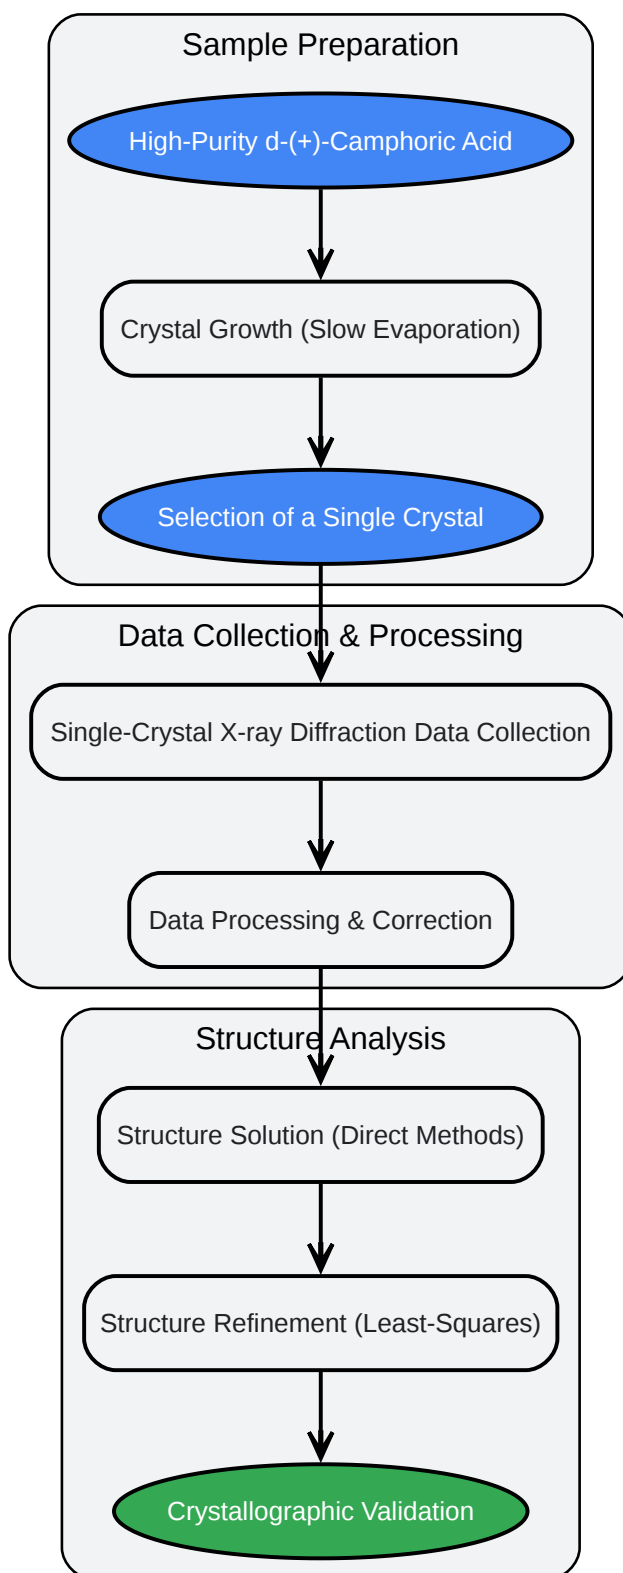 Sample Preparation
High-Purity d-(+)-Camphoric Acid
Crystal Growth (Slow Evaporation)
Selection of a Single Crystal
Data Collection & Processing
Single-Crystal X-ray Diffraction Data Collection
Data Processing & Correction
Structure Analysis
Structure Solution (Direct Methods)
Structure Refinement (Least-Squares)
Crystallographic Validation